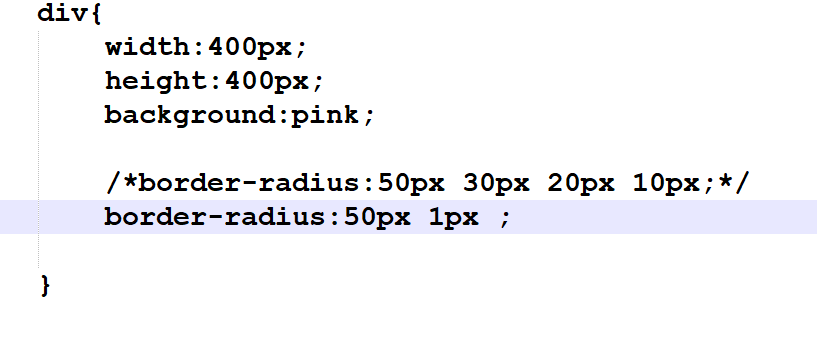 div{
width:400px;
height:400px;
background:pink;
/*border-radius:50px 30px 20px 10px;*/
border-radius:50px 1px ;
}